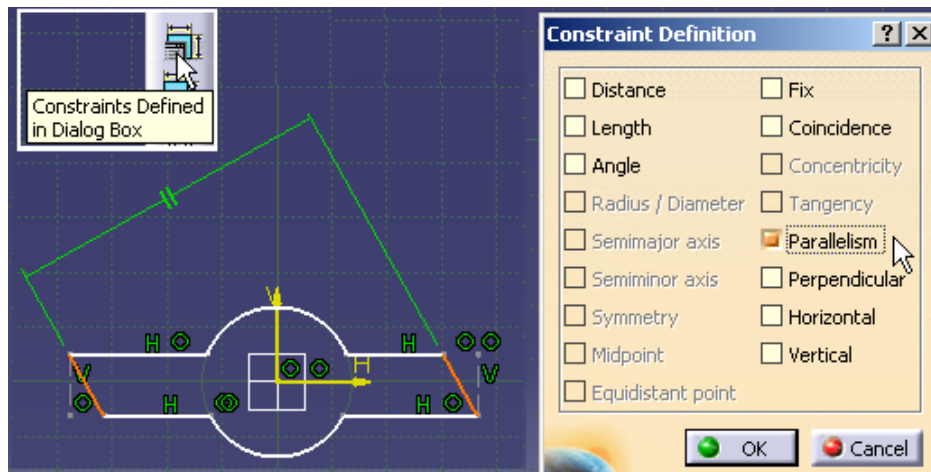 Constraints Defined
in Dialog Box
V
H
H
H
V
V
H
H
H
Constraint Definition
?
Distance
Fix
Length
Coincidence
Angle
Concentricity
Radius / Diameter
Tangency
Semimajor axis
Parallelism
Semiminor axis
Perpendicular
Symmetry
Horizontal
Midpoint
Vertical
Equidistant point
OK
Cancel